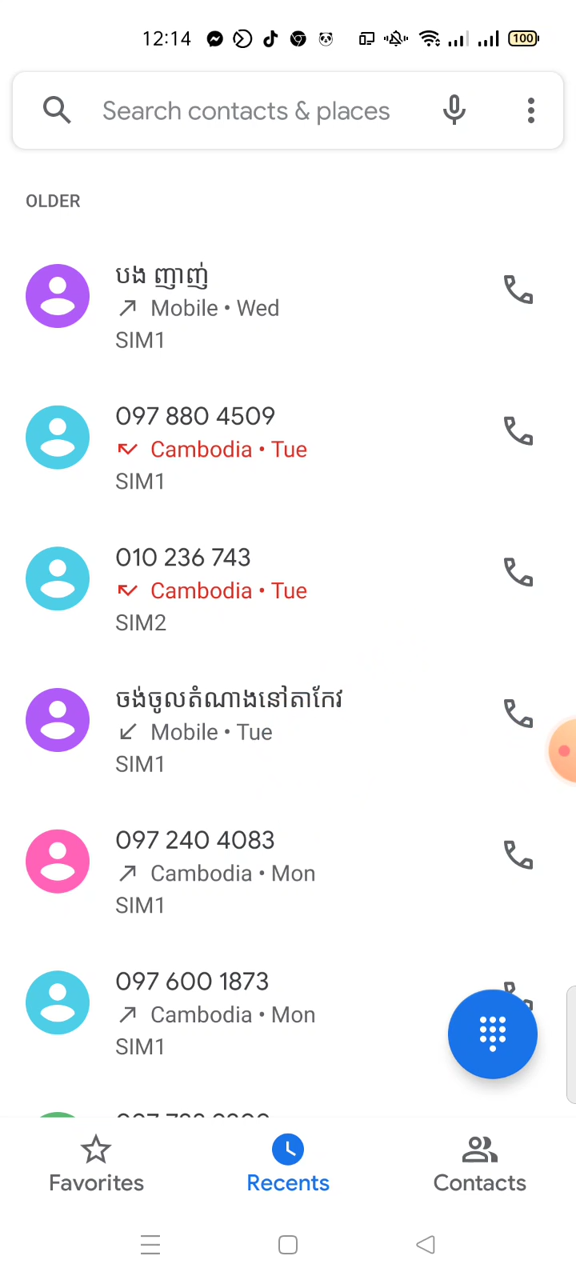 12:14
100
Search contacts & places
OLDER
បង ញាញ់
Mobile • Wed
SIM1
097 880 4509
Cambodia • Tue
SIM1
010 236 743
Cambodia • Tue
SIM2
ចង់ចូលតំណាងនៅតាកែវ
Mobile • Tue
SIM1
097 240 4083
Cambodia • Mon
SIM1
097 600 1873
Cambodia • Mon
SIM1
Favorites
Recents
Contacts